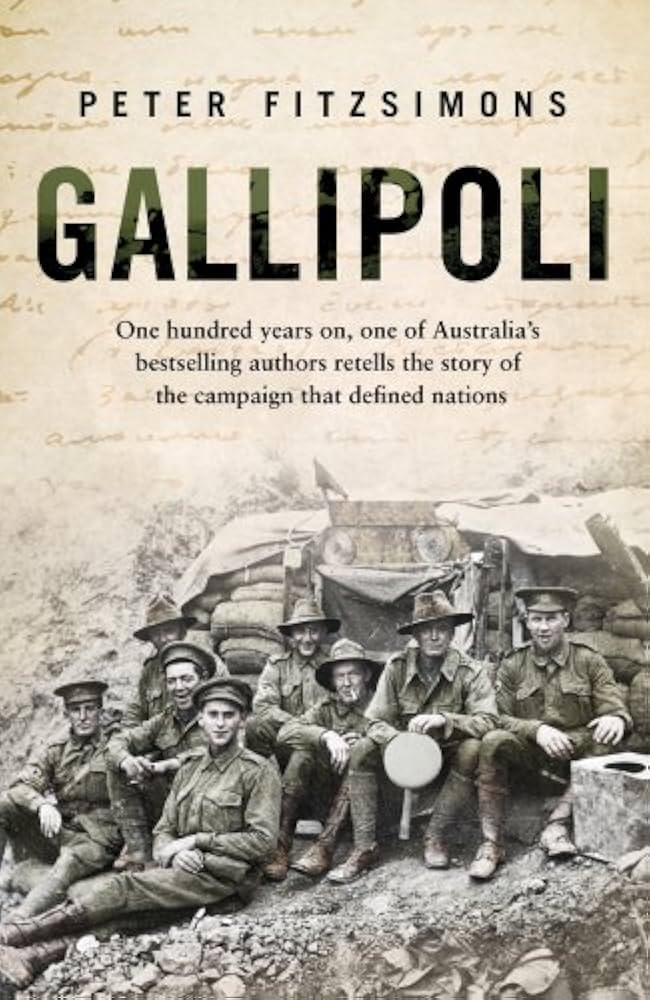 PETER FITZSIMONS
GALLIPOLI
One hundred years on, one of Australia's
bestselling authors retells the story of
the campaign that defined nations